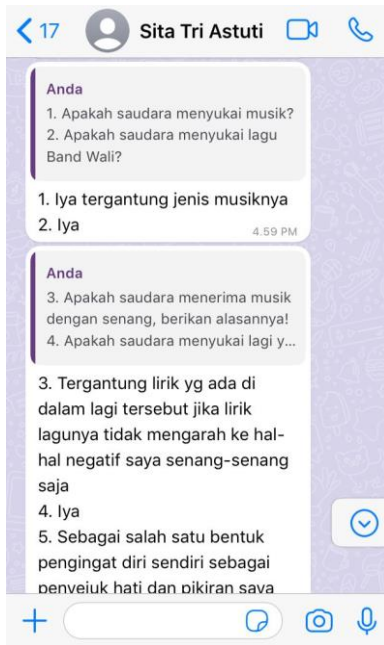 17 Sita Tri Astuti
Anda
1. Apakah saudara menyukai musik?
2. Apakah saudara menyukai lagu
Band Wali?
1. Iya tergantung jenis musiknya
2. Iya
4.59 PM
Anda
3. Apakah saudara menerima musik
dengan senang, berikan alasannya!
4. Apakah saudara menyukai lagi y...
3. Tergantung lirik yg ada di
dalam lagi tersebut jika lirik
lagunya tidak mengarah ke hal-
hal negatif saya senang-senang
saja
4. Iya
5. Sebagai salah satu bentuk
pengingat diri sendiri sebagai
penyejuk hati dan pikiran saya